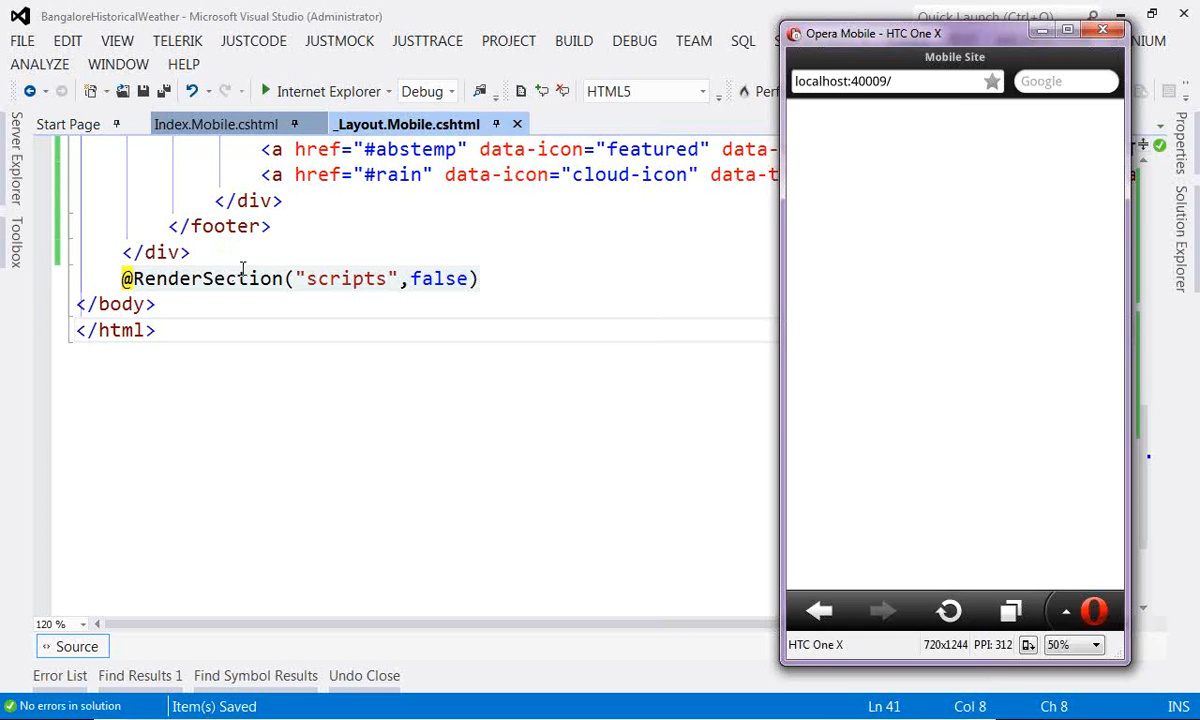 BangaloreHistoricalWeather - Microsoft Visual Studio (Administrator)
Quick Launch (Ctrl+Q)
FILE EDIT VIEW TELERIK JUSTCODE JUSTMOCK JUSTTRACE PROJECT BUILD DEBUG TEAM SQL
ANALYZE WINDOW HELP
Internet Explorer Debug HTML5
Start Page Index.Mobile.cshtml _Layout.Mobile.cshtml
<a href="#abstemp" data-icon="featured" data-
<a href="#rain" data-icon="cloud-icon" data-t
</div>
</footer>
</div>
@RenderSection("scripts",false)
</body>
</html>
120 %
Source
Error List Find Results 1 Find Symbol Results Undo Close
No errors in solution Item(s) Saved Ln 41 Col 8 Ch 8 INS
Server Explorer
Toolbox
Properties
Solution Explorer
Opera Mobile - HTC One X
Mobile Site
localhost:40009/ Google
HTC One X 720x1244 PPI: 312 50%